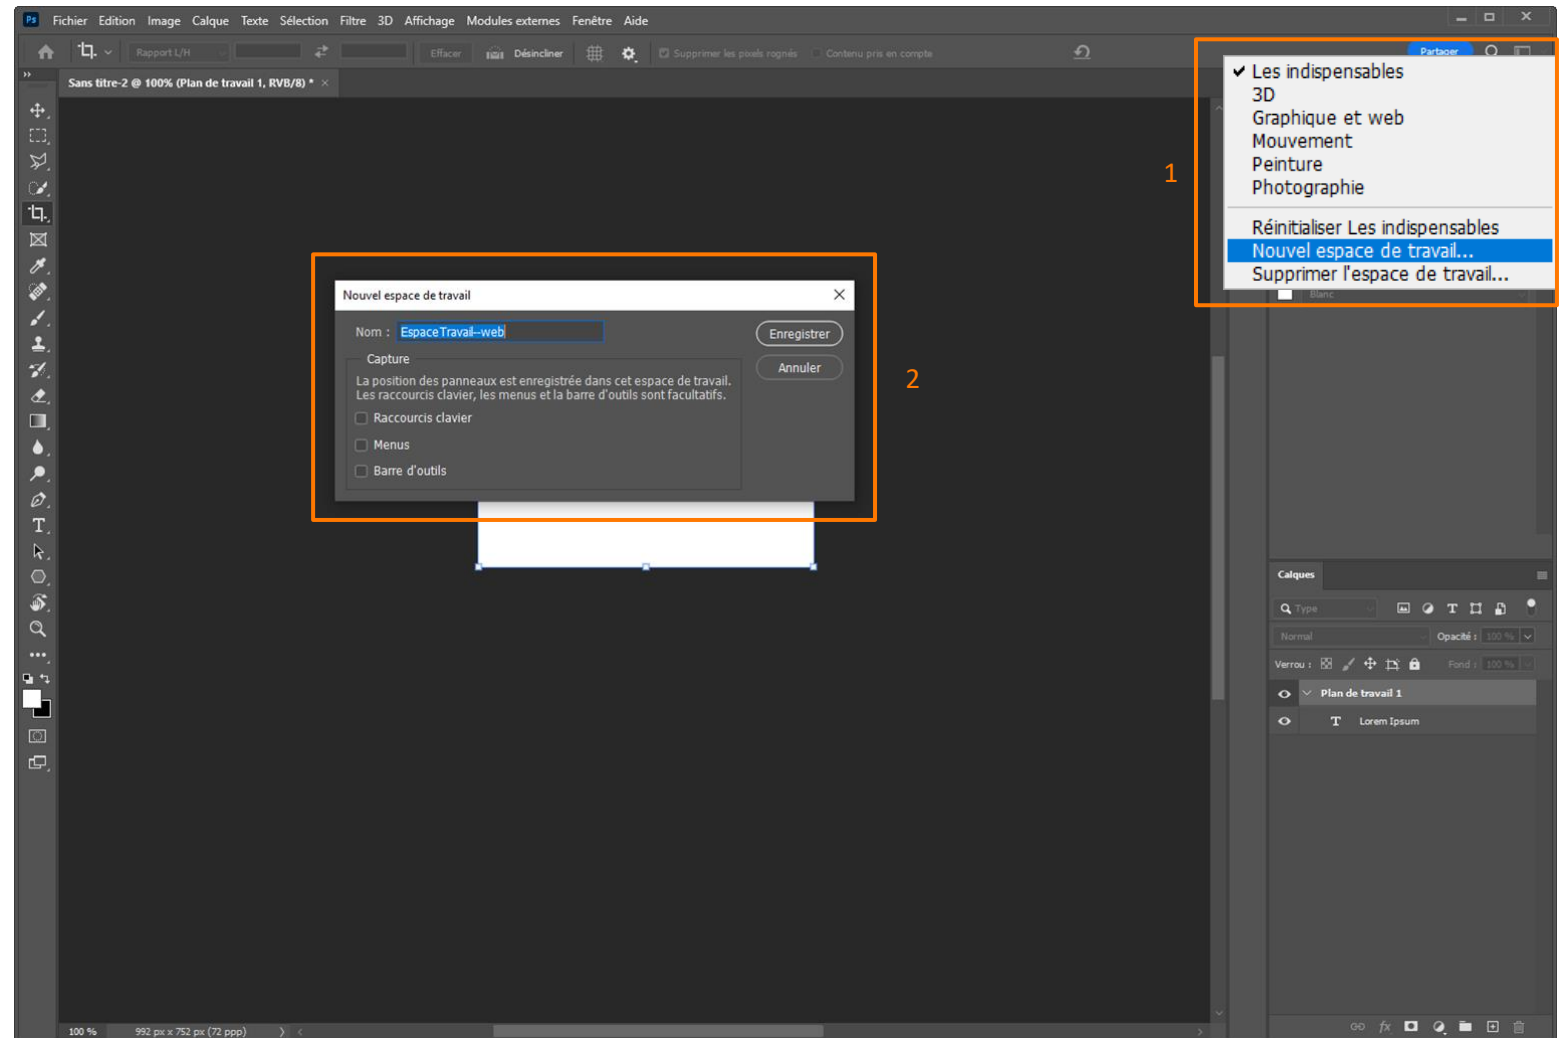 Ps Fichier Edition Image Calque Texte Sélection Filtre 3D Affichage Modules externes Fenêtre Aide
Rapport L/H Effacer Désincliner Supprimer les pixels rognés Contenu pris en compte Partager
Sans titre-2 @ 100% (Plan de travail 1, RVB/8) * ×
1
Les indispensables
3D
Graphique et web
Mouvement
Peinture
Photographie
Réinitialiser Les indispensables
Nouvel espace de travail...
Supprimer l'espace de travail...
Blanc
2
Nouvel espace de travail
Nom : EspaceTravail--web
Enregistrer
Annuler
Capture
La position des panneaux est enregistrée dans cet espace de travail.
Les raccourcis clavier, les menus et la barre d'outils sont facultatifs.
Raccourcis clavier
Menus
Barre d'outils
Calques
Type
Normal Opacité : 100 %
Verrou : Fond : 100 %
Plan de travail 1
T Lorem Ipsum
100 % 992 px x 752 px (72 ppp)
fx